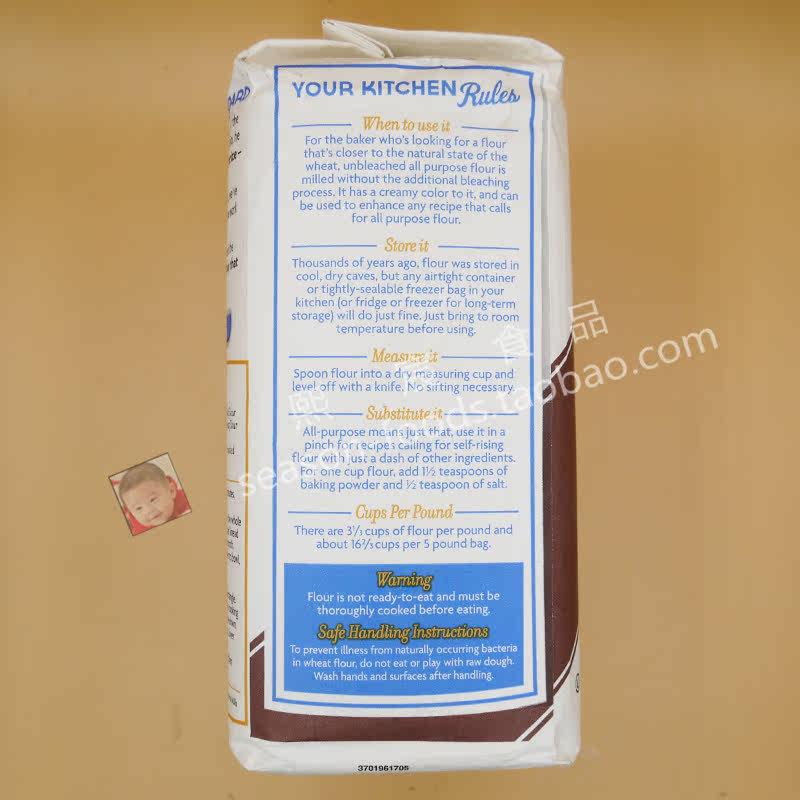 YOUR KITCHEN Rules
When to use it
For the baker who's looking for a flour
that's closer to the natural state of the
wheat, unbleached all purpose flour is
milled without the additional bleaching
process. It has a creamy color to it, and can
be used to enhance any recipe that calls
for all purpose flour.
Store it
Thousands of years ago, flour was stored in
cool, dry caves, but any airtight container
or tightly-sealable freezer bag in your
kitchen (or fridge or freezer for long-term
storage) will do just fine. Just bring to room
temperature before using.
Measure it
Spoon flour into a dry measuring cup and
level off with a knife. No sifting necessary.
Substitute it
All-purpose means just that, use it in a
pinch for recipes calling for self-rising
flour with just a dash of other ingredients.
For one cup flour, add 1½ teaspoons of
baking powder and ½ teaspoon of salt.
Cups Per Pound
There are 3⅓ cups of flour per pound and
about 16⅔ cups per 5 pound bag.
Warning
Flour is not ready-to-eat and must be
thoroughly cooked before eating.
Safe Handling Instructions
To prevent illness from naturally occurring bacteria
in wheat flour, do not eat or play with raw dough.
Wash hands and surfaces after handling.
3701961705
食品
.taobao.com